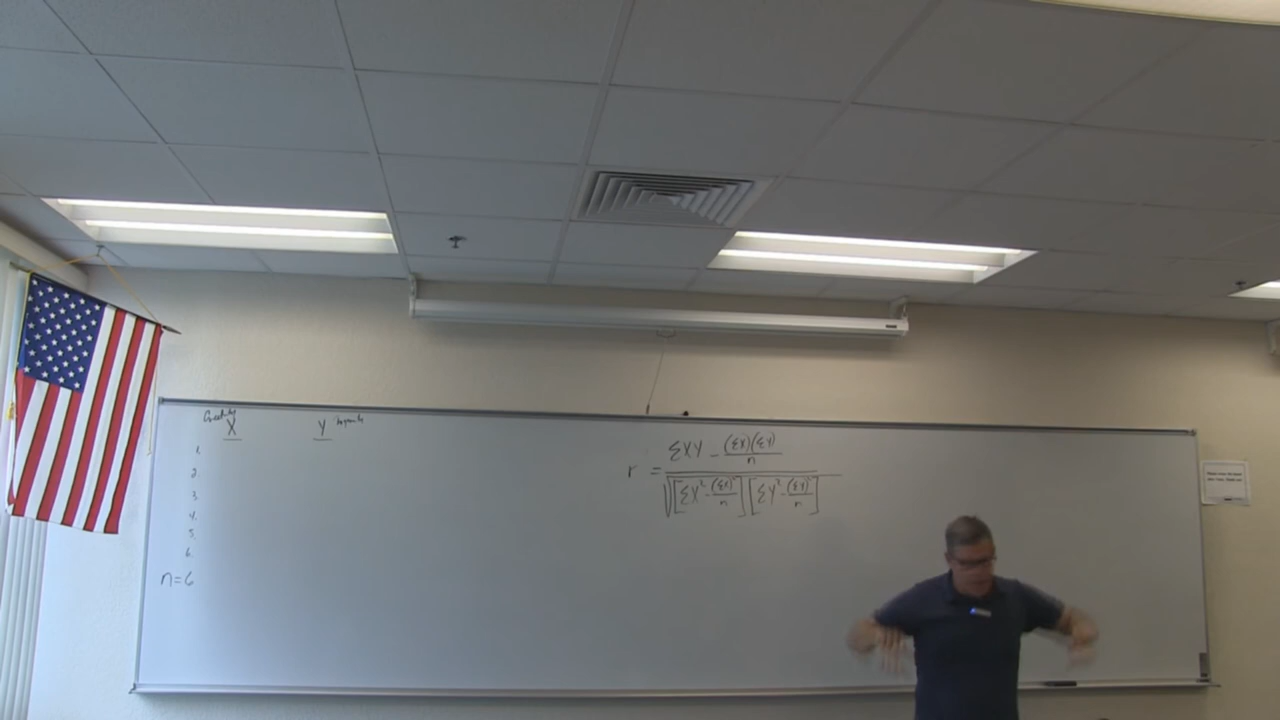 X Y
1.
2
3.
4.
5.
6.
n=6
r = ΣXY - (ΣX)(ΣY)/n
√[ΣX² - (ΣX)²/n] [ΣY² - (ΣY)²/n]